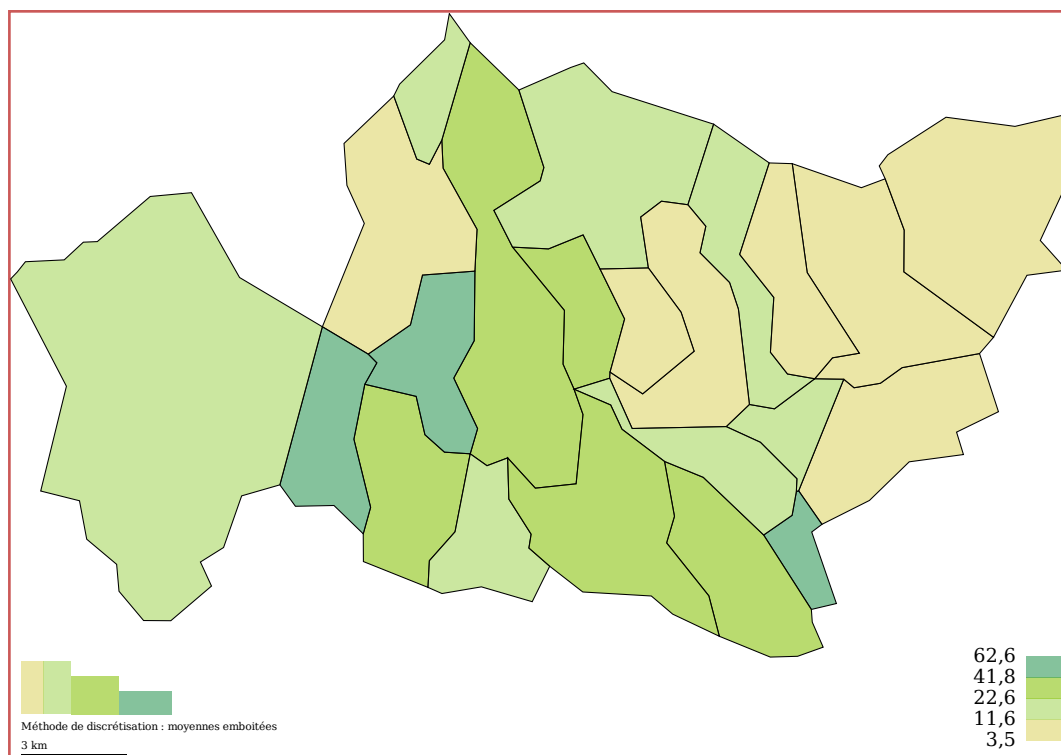 62,6
41,8
22,6
11,6
3,5
Méthode de discrétisation : moyennes emboitées
3 km